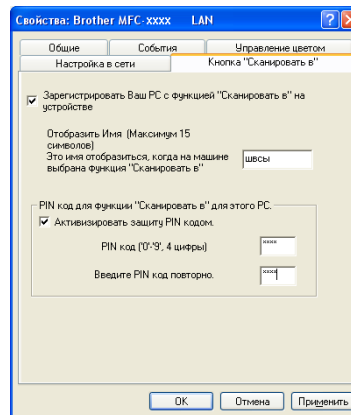 Свойства: Brother MFC-xxxx LAN
Общие События Управление цветом
Настройка в сети Кнопка "Сканировать в"
Зарегистрировать Ваш PC с функцией "Сканировать в" на
устройстве
Отобразить Имя (Максимум 15
символов)
Это имя отобразиться, когда на машине
выбрана функция "Сканировать в"
швсы
PIN код для функции "Сканировать в" для этого PC.
Активизировать защиту PIN кодом.
PIN код ('0'-'9', 4 цифры) xxxx
Введите PIN код повторно. xxxx
OK Отмена Применить